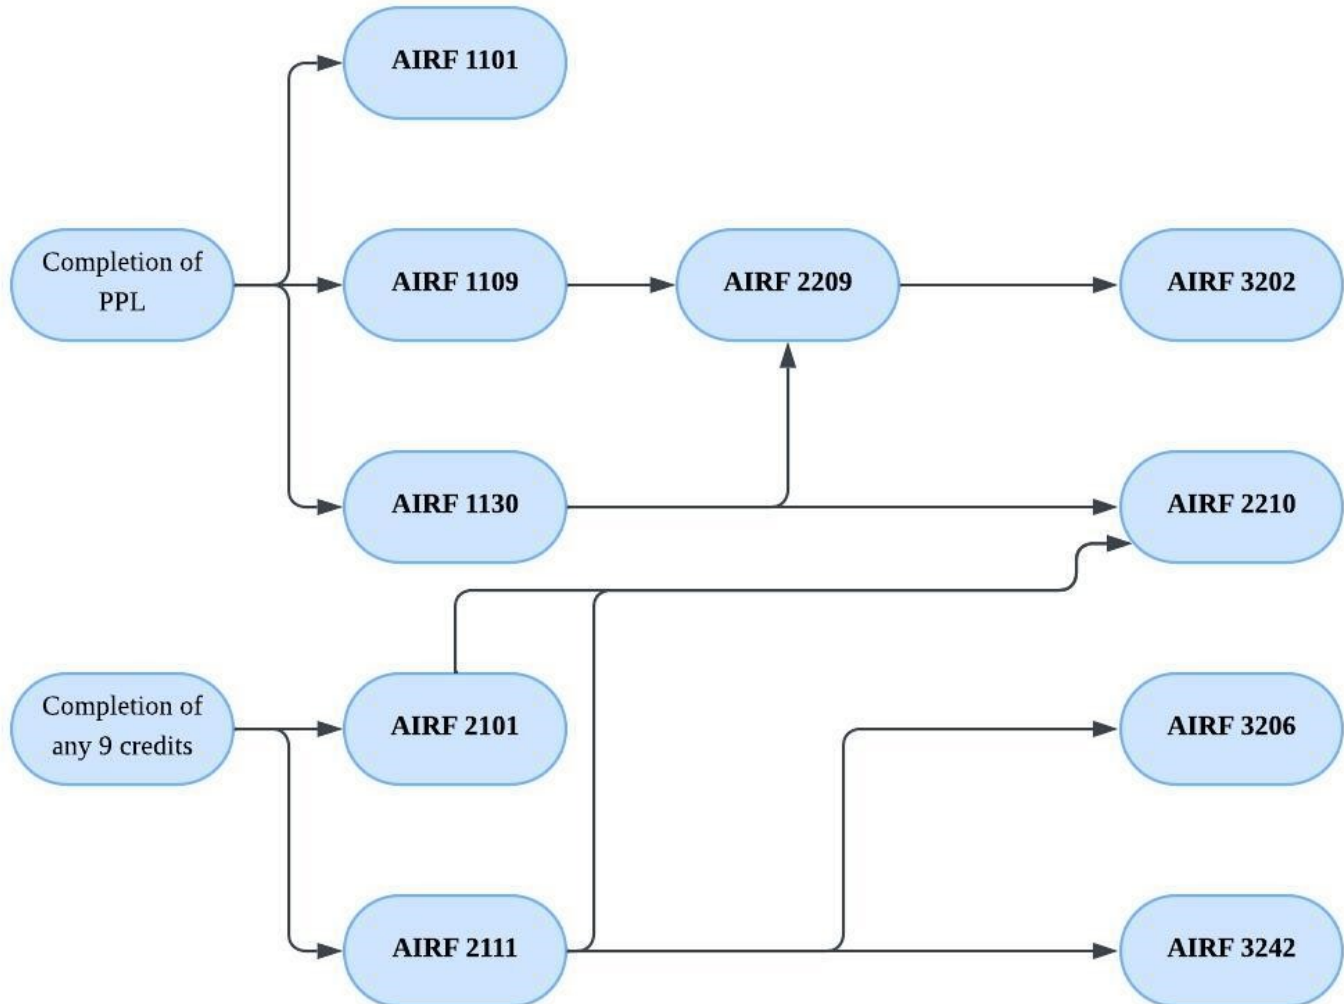 AIRF 1101
Completion of
PPL
AIRF 1109
AIRF 2209
AIRF 3202
AIRF 1130
AIRF 2210
Completion of
any 9 credits
AIRF 2101
AIRF 3206
AIRF 2111
AIRF 3242